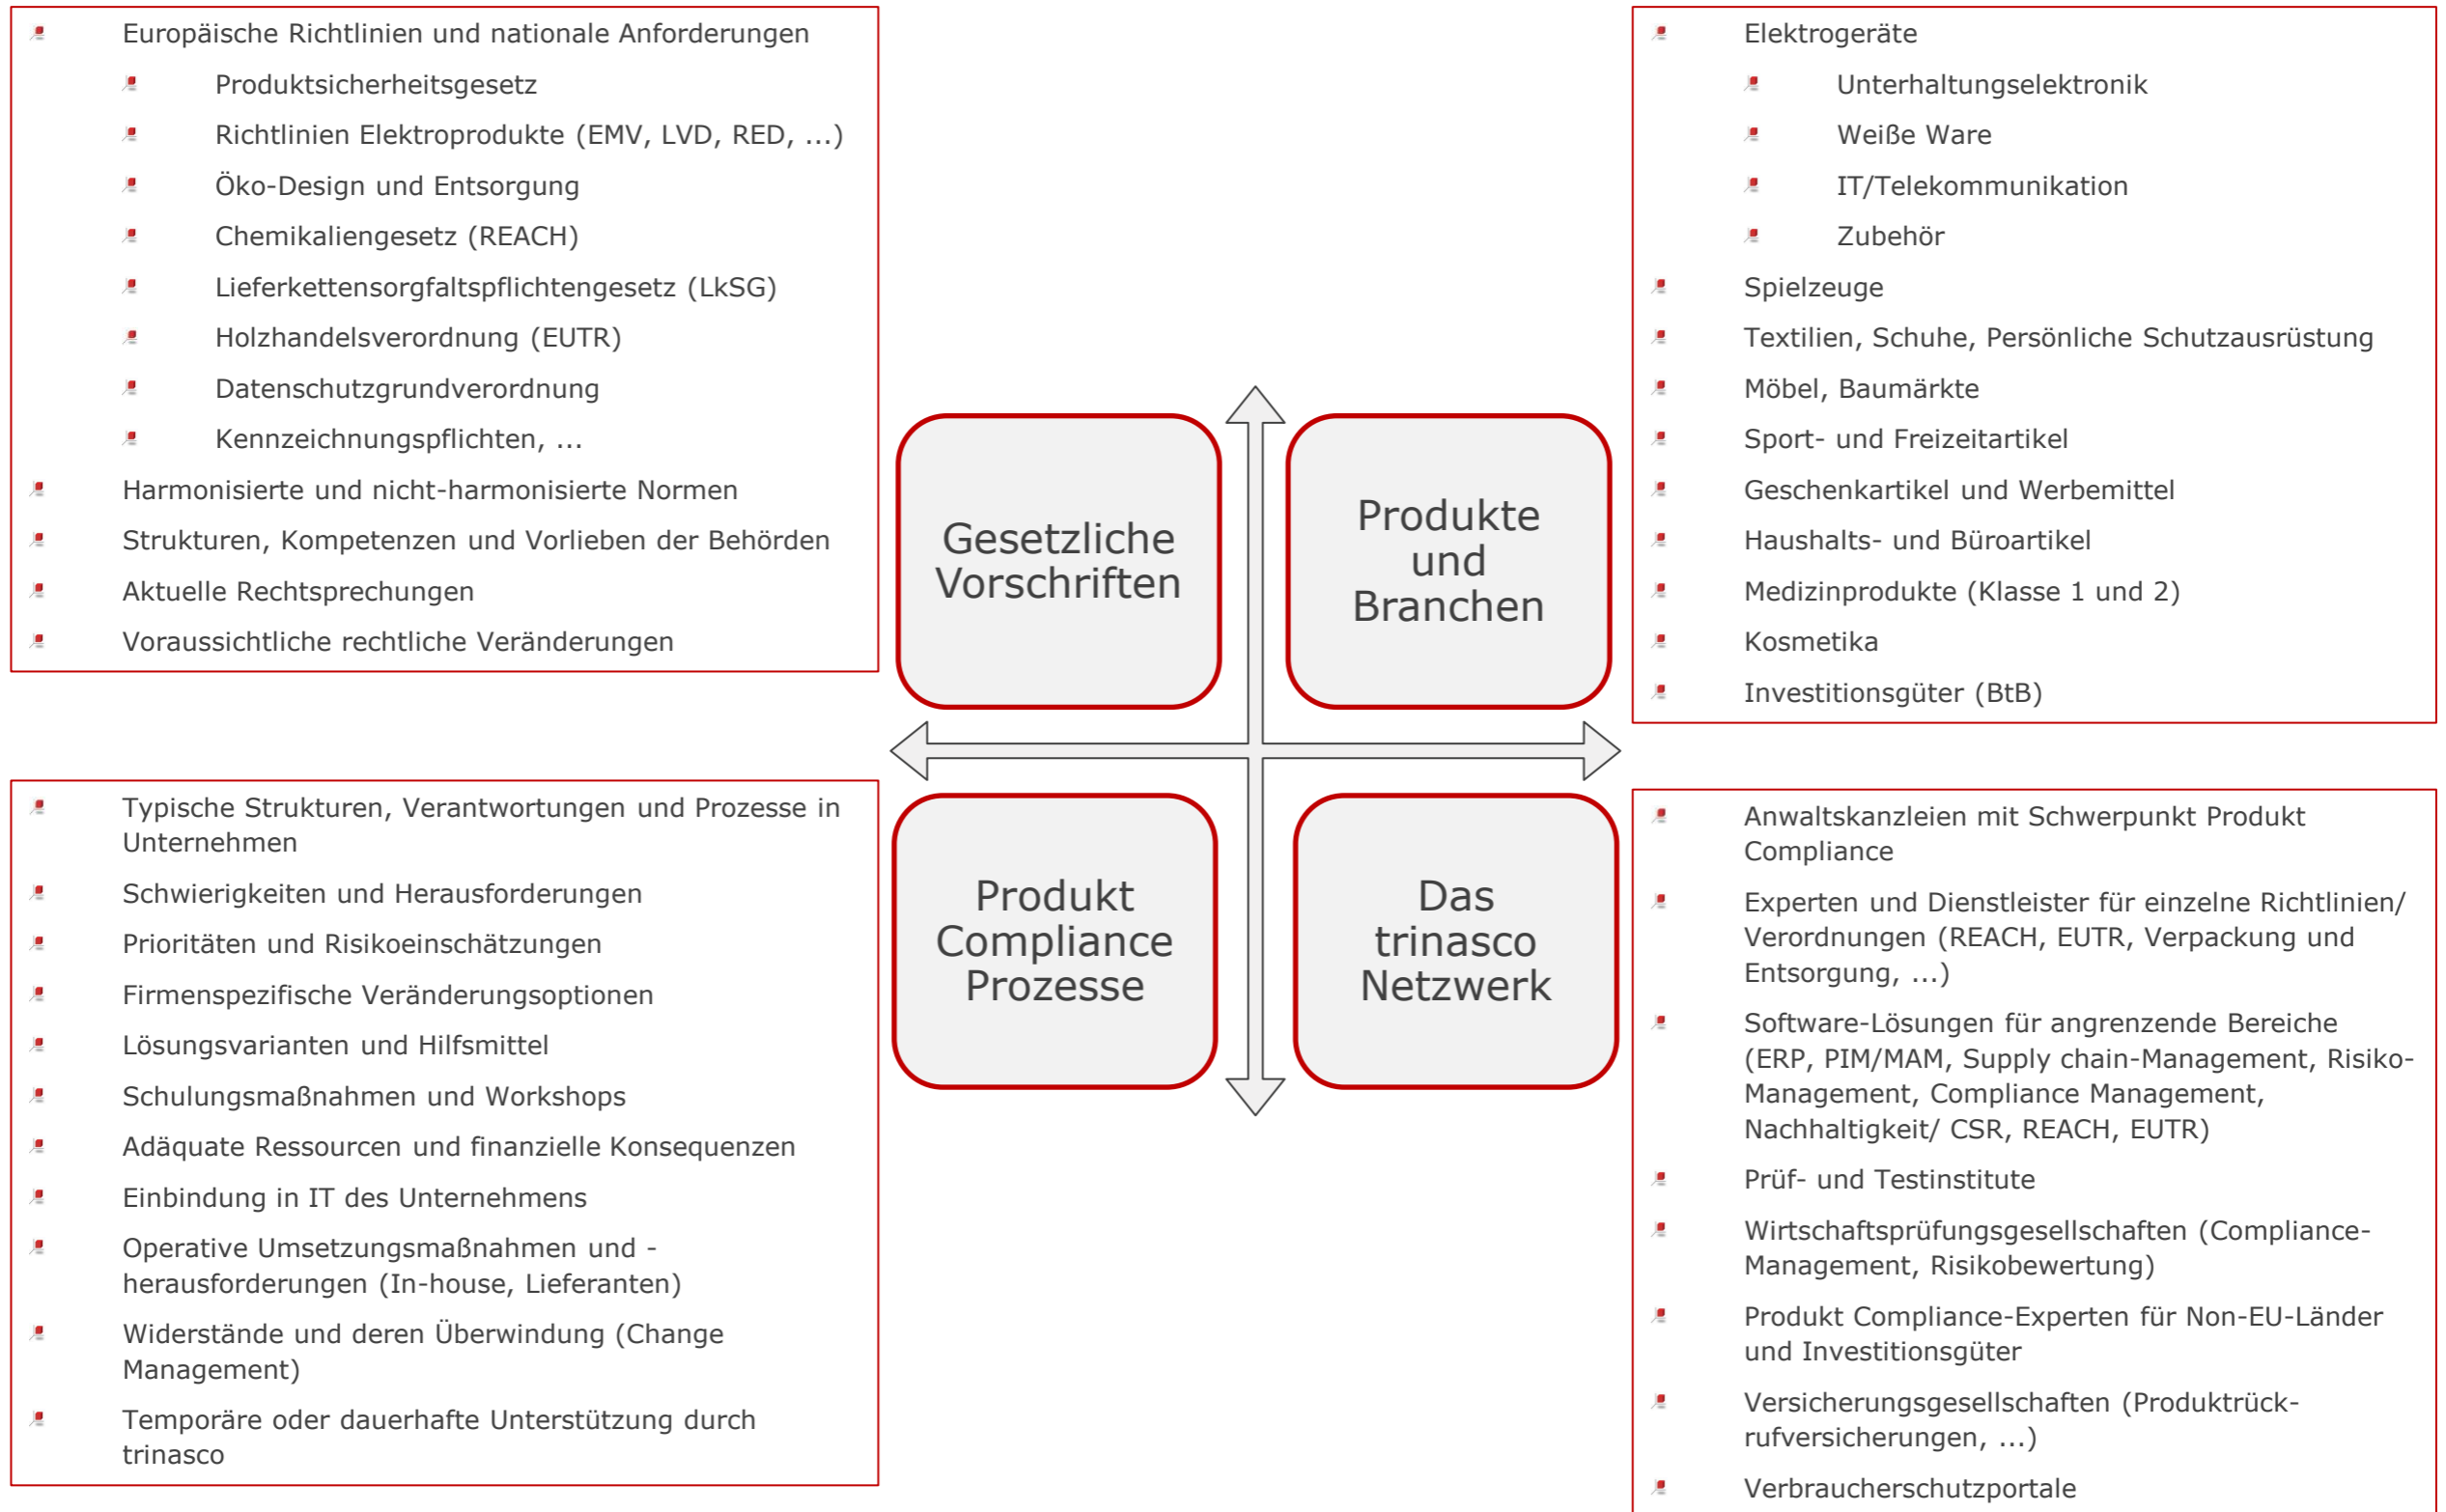 Europäische Richtlinien und nationale Anforderungen
Produktsicherheitsgesetz
Richtlinien Elektroprodukte (EMV, LVD, RED, ...)
Öko-Design und Entsorgung
Chemikaliengesetz (REACH)
Lieferkettensorgfaltspflichtengesetz (LkSG)
Holzhandelsverordnung (EUTR)
Datenschutzgrundverordnung
Kennzeichnungspflichten, ...
Harmonisierte und nicht-harmonisierte Normen
Strukturen, Kompetenzen und Vorlieben der Behörden
Aktuelle Rechtsprechungen
Voraussichtliche rechtliche Veränderungen
Gesetzliche
Vorschriften
Produkte
und
Branchen
Elektrogeräte
Unterhaltungselektronik
Weiße Ware
IT/Telekommunikation
Zubehör
Spielzeuge
Textilien, Schuhe, Persönliche Schutzausrüstung
Möbel, Baumärkte
Sport- und Freizeitartikel
Geschenkartikel und Werbemittel
Haushalts- und Büroartikel
Medizinprodukte (Klasse 1 und 2)
Kosmetika
Investitionsgüter (BtB)
Typische Strukturen, Verantwortungen und Prozesse in
Unternehmen
Schwierigkeiten und Herausforderungen
Prioritäten und Risikoeinschätzungen
Firmenspezifische Veränderungsoptionen
Lösungsvarianten und Hilfsmittel
Schulungsmaßnahmen und Workshops
Adäquate Ressourcen und finanzielle Konsequenzen
Einbindung in IT des Unternehmens
Operative Umsetzungsmaßnahmen und -
herausforderungen (In-house, Lieferanten)
Widerstände und deren Überwindung (Change
Management)
Temporäre oder dauerhafte Unterstützung durch
trinasco
Produkt
Compliance
Prozesse
Das
trinasco
Netzwerk
Anwaltskanzleien mit Schwerpunkt Produkt
Compliance
Experten und Dienstleister für einzelne Richtlinien/
Verordnungen (REACH, EUTR, Verpackung und
Entsorgung, ...)
Software-Lösungen für angrenzende Bereiche
(ERP, PIM/MAM, Supply chain-Management, Risiko-
Management, Compliance Management,
Nachhaltigkeit/ CSR, REACH, EUTR)
Prüf- und Testinstitute
Wirtschaftsprüfungsgesellschaften (Compliance-
Management, Risikobewertung)
Produkt Compliance-Experten für Non-EU-Länder
und Investitionsgüter
Versicherungsgesellschaften (Produktrück-
rufversicherungen, ...)
Verbraucherschutzportale